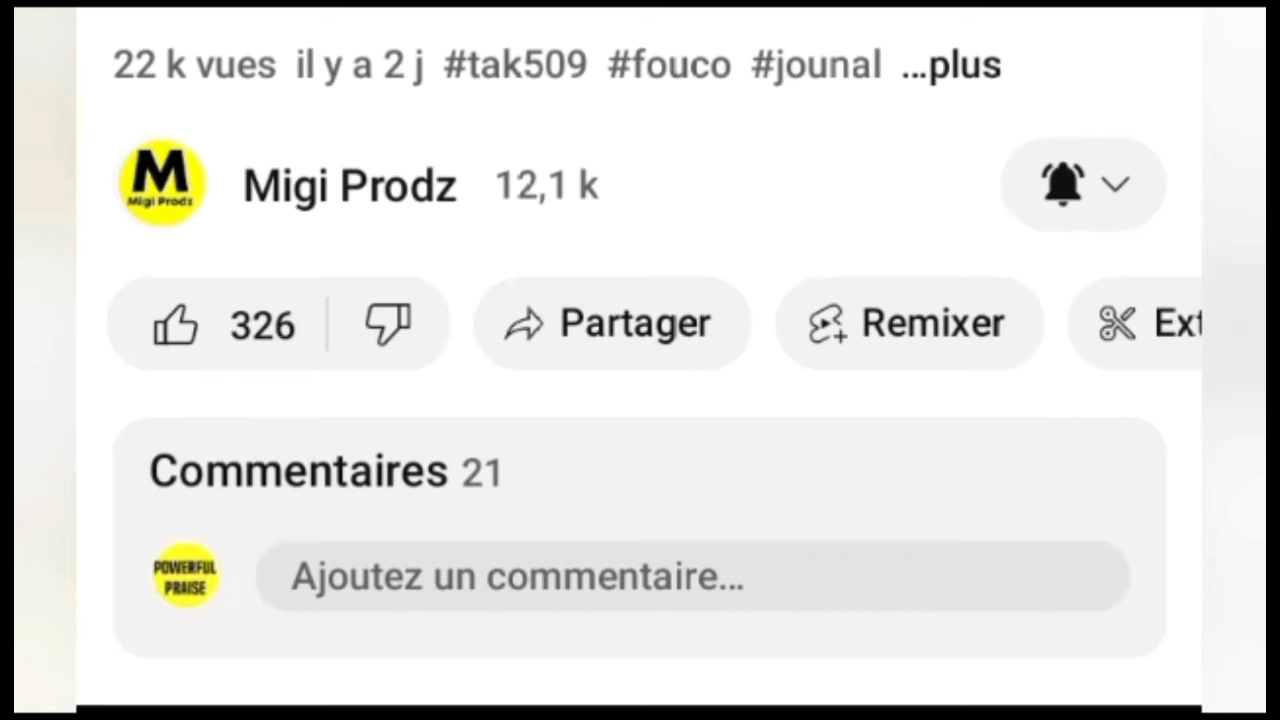 22 k vues il y a 2 j #tak509 #fouco #jounal ...plus
M
Migi Prodz
Migi Prodz 12,1 k
326 Partager Remixer Ext
Commentaires 21
POWERFUL
PRAISE
Ajoutez un commentaire...